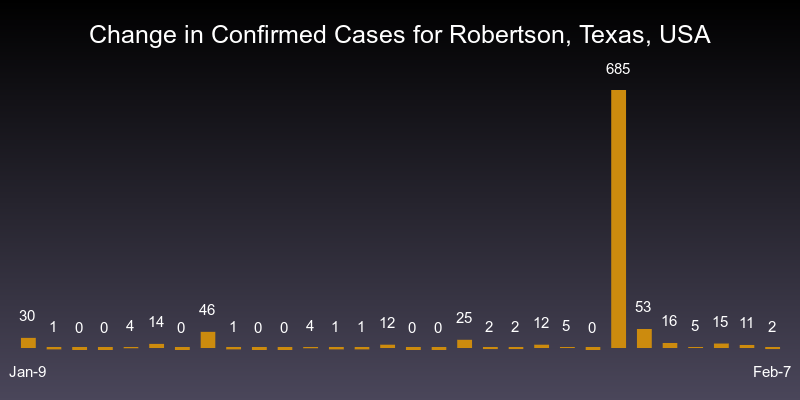 Change in Confirmed Cases for Robertson, Texas, USA
685
30 1 0 0 4 14 0 46 1 0 0 4 1 1 12 0 0 25 2 2 12 5 0 53 16 5 15 11 2
Jan-9 Feb-7